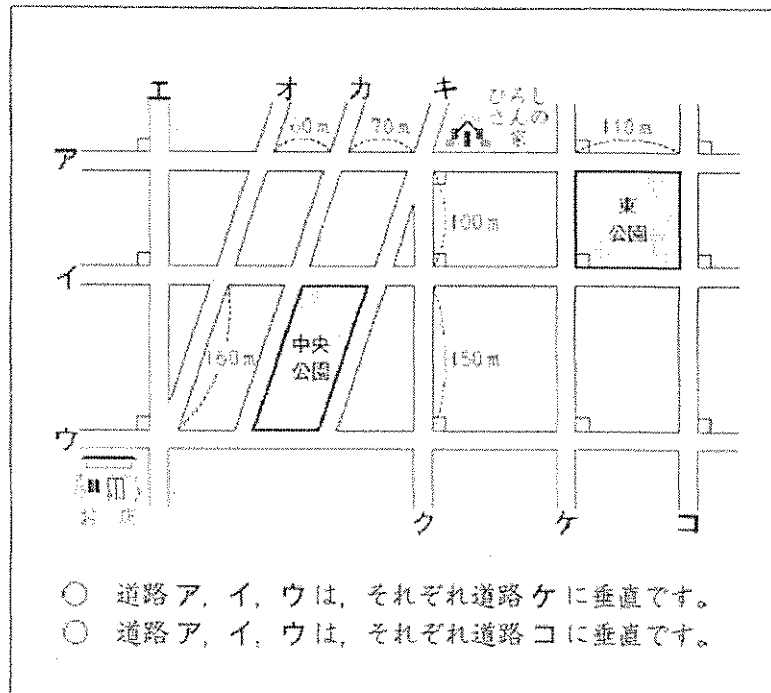 エ オ カ キ
ひろし
さんの
家
60m 70m 110m
ア
東
公園
100m
イ
中央
公園
160m 150m
ウ
お店
ク ケ コ
○ 道路ア，イ，ウは，それぞれ道路ケに垂直です。
○ 道路ア，イ，ウは，それぞれ道路コに垂直です。